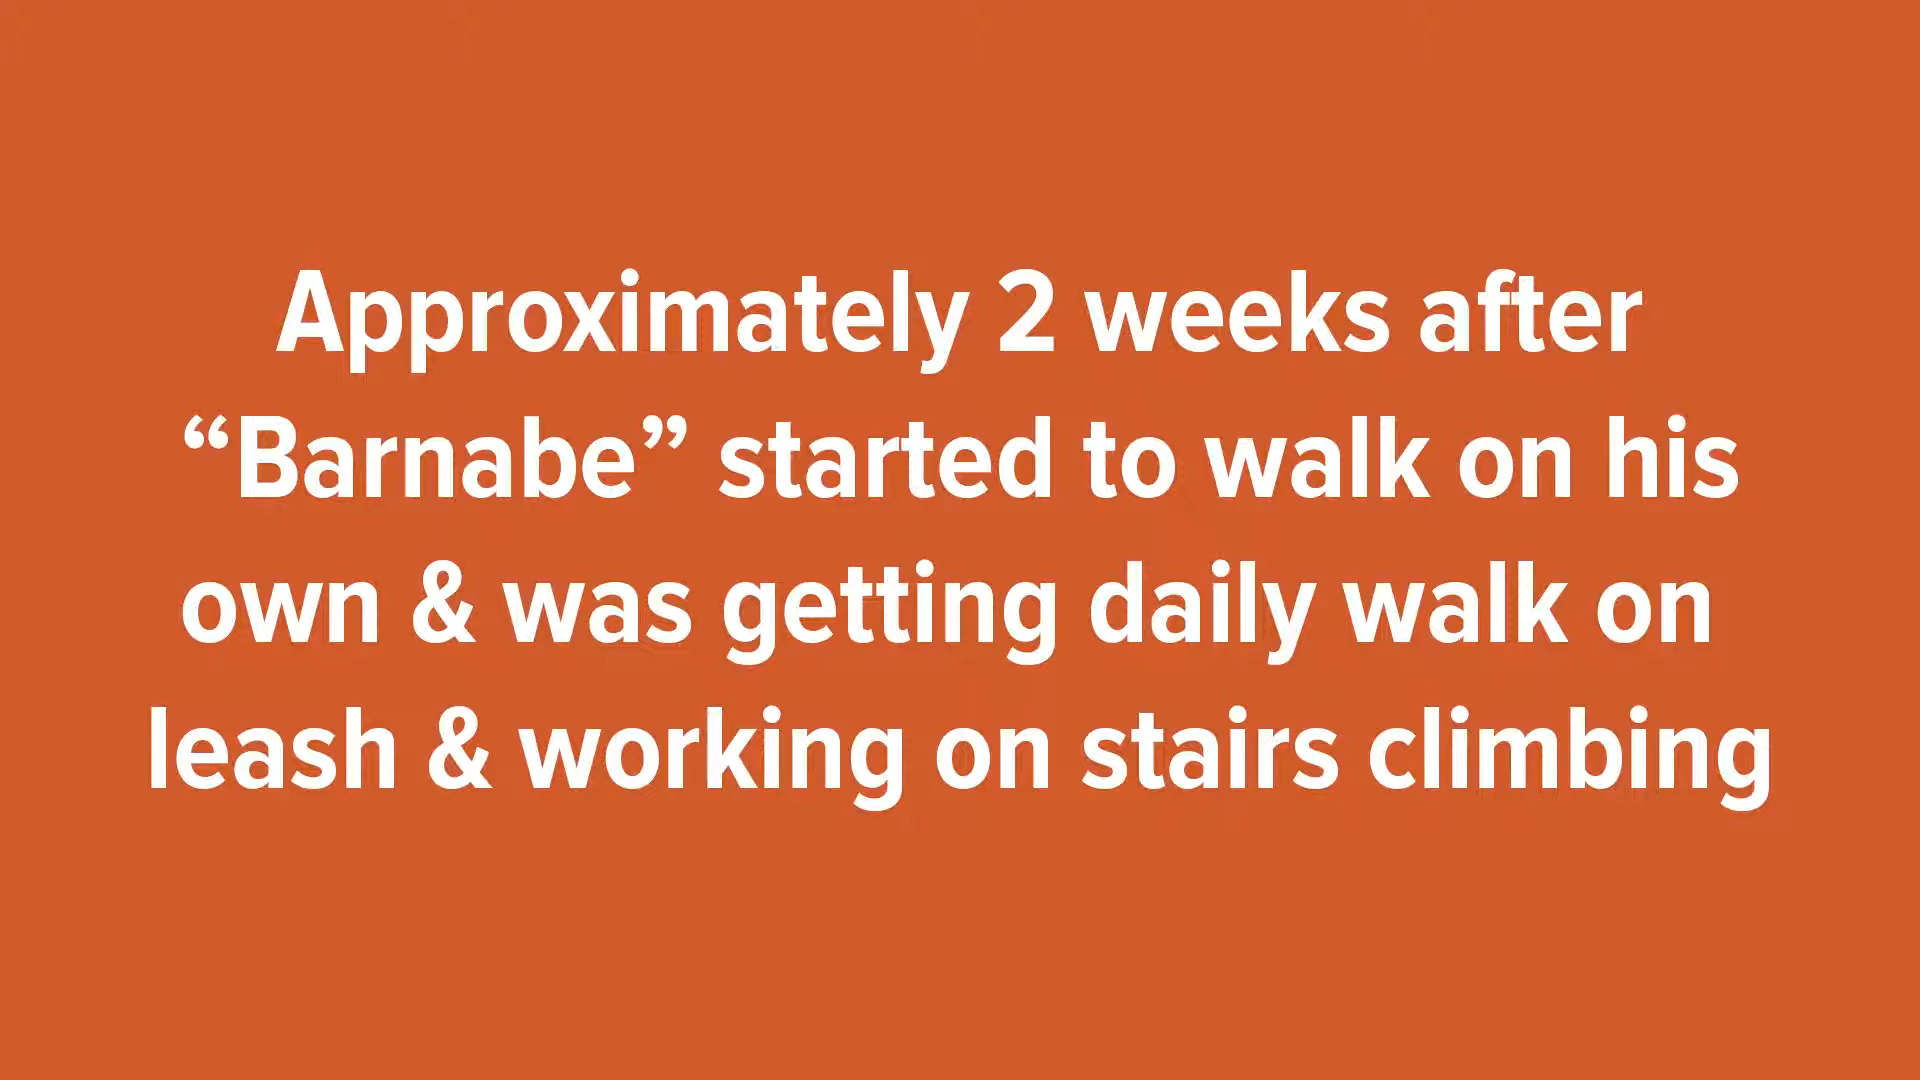 Approximately 2 weeks after
“Barnabe” started to walk on his
own & was getting daily walk on
leash & working on stairs climbing